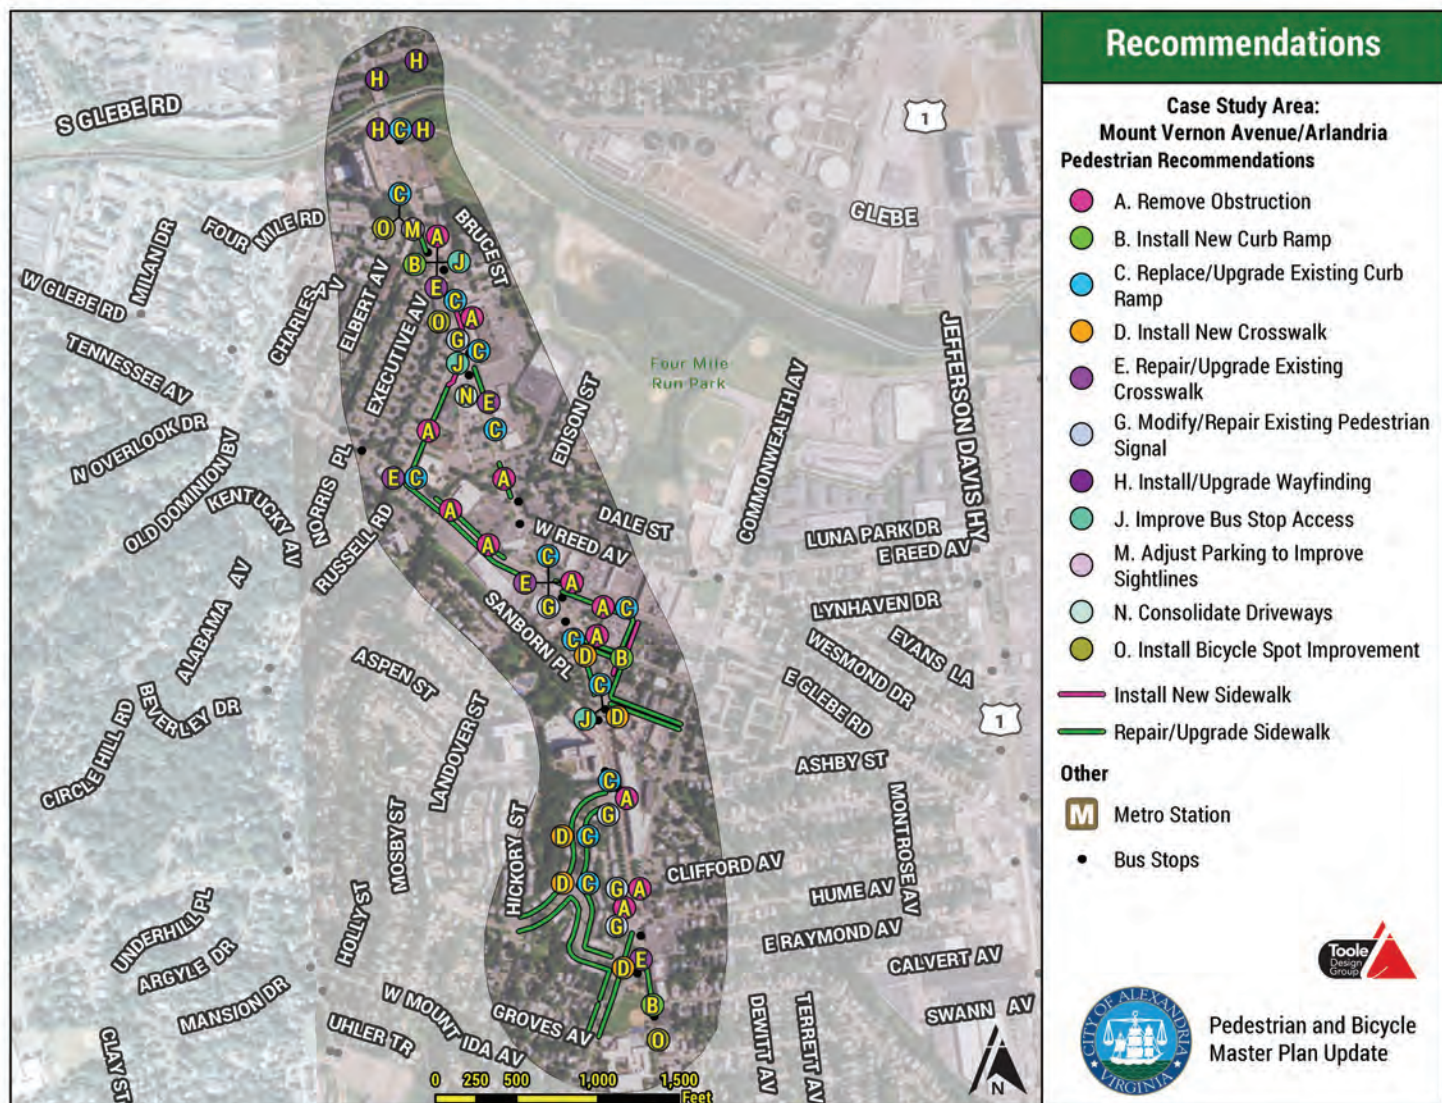 Recommendations
Case Study Area:
Mount Vernon Avenue/Arlandria
Pedestrian Recommendations
A. Remove Obstruction
B. Install New Curb Ramp
C. Replace/Upgrade Existing Curb
Ramp
D. Install New Crosswalk
E. Repair/Upgrade Existing
Crosswalk
G. Modify/Repair Existing Pedestrian
Signal
H. Install/Upgrade Wayfinding
J. Improve Bus Stop Access
M. Adjust Parking to Improve
Sightlines
N. Consolidate Driveways
O. Install Bicycle Spot Improvement
Install New Sidewalk
Repair/Upgrade Sidewalk
Other
M Metro Station
Bus Stops
Toole
Design
Group
CITY OF ALEXANDRIA
VIRGINIA
Pedestrian and Bicycle
Master Plan Update
S GLEBE RD
H
H
H C H
1
GLEBE
C
O M A
B J
E
C
O A
G C
J
N E
C
A
E C
A
A
A
C
E A
G
A C
C A
D B
C
J D
C
A
G
D C
D C
G A
A
G
E
D
B
O
FOUR MILE RD
MILAN DR
W GLEBE RD
TENNESSEE AV
CHARLES AV
ELBERT AV
EXECUTIVE AV
BRUCE ST
Four Mile
Run Park
EDISON ST
COMMONWEALTH AV
JEFFERSON DAVIS HY
N OVERLOOK DR
OLD DOMINION BV
KENTUCKY AV
NORRIS PL
RUSSELL RD
DALE ST
W REED AV
LUNA PARK DR
E REED AV
ALABAMA AV
SANBORN PL
LYNHAVEN DR
EVANS LA
WESMOND DR
E GLEBE RD
ASPEN ST
BEVERLEY DR
CIRCLE HILL RD
LANDOVER ST
1
ASHBY ST
MONTROSE AV
MOSBY ST
HICKORY ST
CLIFFORD AV
HUME AV
HOLLY ST
UNDERHILL PL
ARGYLE DR
MANSION DR
E RAYMOND AV
CALVERT AV
SWANN AV
DEWITT AV
TERRETT AV
W MOUNT IDA AV
GROVES AV
UHLER TR
CLAY ST
0 250 500 1,000 1,500
Feet
N